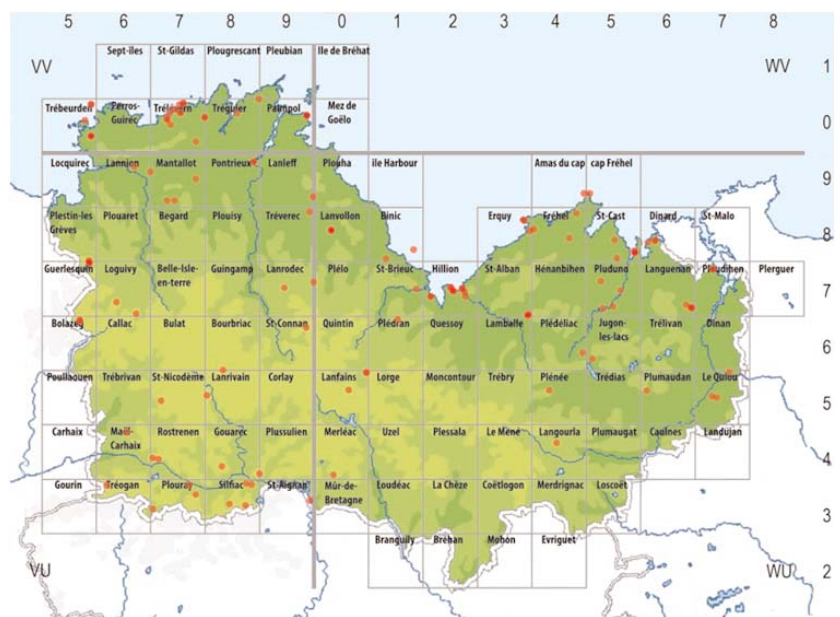 5 6 7 8 9 0 1 2 3 4 5 6 7 8
Sept-iles St-Gildas Plougrescant Pleubian Ile de Bréhat
VV WV 1
Trébeurden Perros-Guirec Trélévern Tréguier Paimpol Mez de Goëlo
0
Locquirec Lannion Mantallot Pontrieux Lanleff Plouha ile Harbour Amas du cap cap Fréhel
9
Plestin-les Grèves Plouaret Begard Plouisy Tréverec Lanvollon Binic Erquy Fréhel St-Cast Dinard St-Malo
8
Guerlesquin Loguivy Belle-Isle-en-terre Guingamp Lanrodec Plélo St-Brieuc Hillion St-Alban Hénanbihen Pluduno Languenan Pleudihen Plerguer
7
Bolazec Callac Bulat Bourbriac St-Connan Quintin Plédran Quessoy Lamballe Plédéliac Jugon-les-lacs Trélivan Dinan
6
Poullaouen Trébrivan St-Nicodème Lanrivain Corlay Lanfains Lorge Moncontour Trébry Plénée Trédias Plumaudan Le Quiou
5
Carhaix Maël-Carhaix Rostrenen Gouarec Plussulien Merléac Uzel Plessala Le Méné Langourla Plumaugat Caulnes Landujan
4
Gourin Tréogan Plouray Silfiac St-Aignan Mûr-de-Bretagne Loudéac La Chèze Coëtlogon Merdrignac Loscoët
3
Branguily Bréhan Mohon Evriguet
VU WU 2